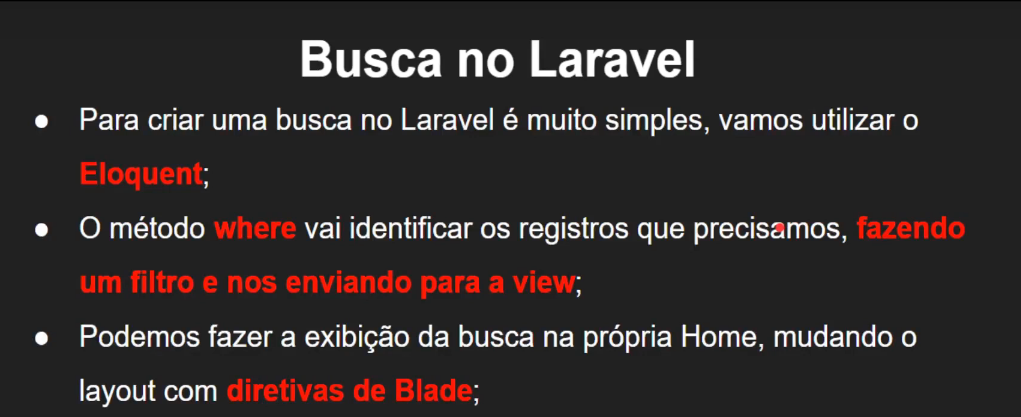 Busca no Laravel
● Para criar uma busca no Laravel é muito simples, vamos utilizar o
Eloquent;
● O método where vai identificar os registros que precisamos, fazendo
um filtro e nos enviando para a view;
● Podemos fazer a exibição da busca na própria Home, mudando o
layout com diretivas de Blade;